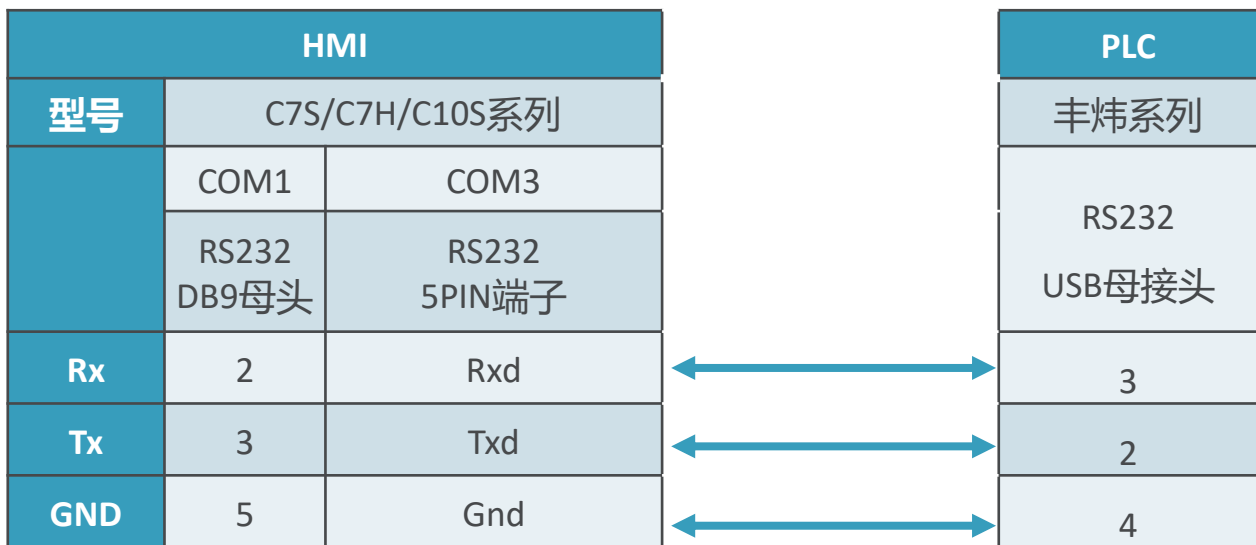 HMI
PLC
型号
C7S/C7H/C10S系列
丰炜系列
COM1
COM3
RS232
DB9母头
RS232
5PIN端子
RS232
USB母接头
Rx
2
Rxd
3
Tx
3
Txd
2
GND
5
Gnd
4